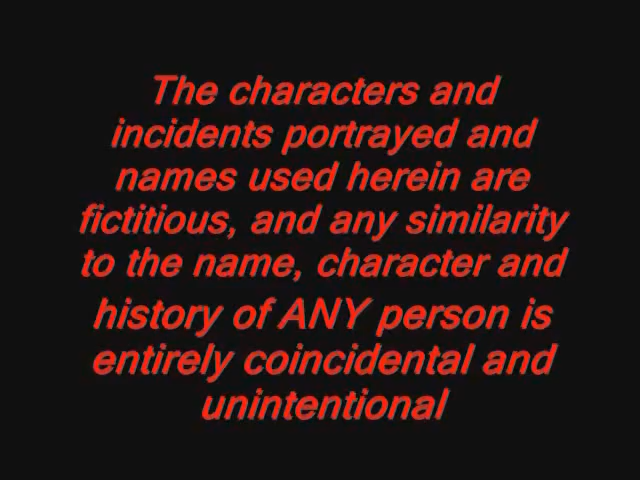 The characters and
incidents portrayed and
names used herein are
fictitious, and any similarity
to the name, character and
history of ANY person is
entirely coincidental and
unintentional